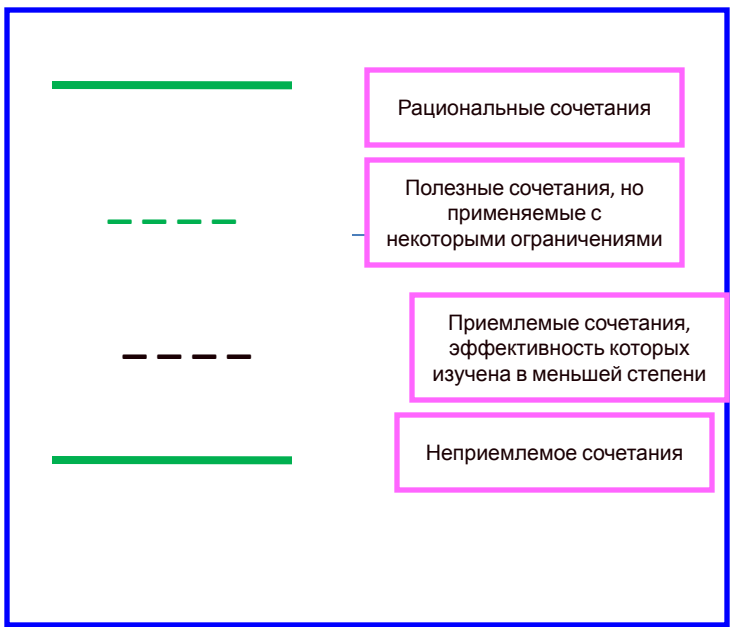 Рациональные сочетания
Полезные сочетания, но
применяемые с
некоторыми ограничениями
Приемлемые сочетания,
эффективность которых
изучена в меньшей степени
Неприемлемое сочетания